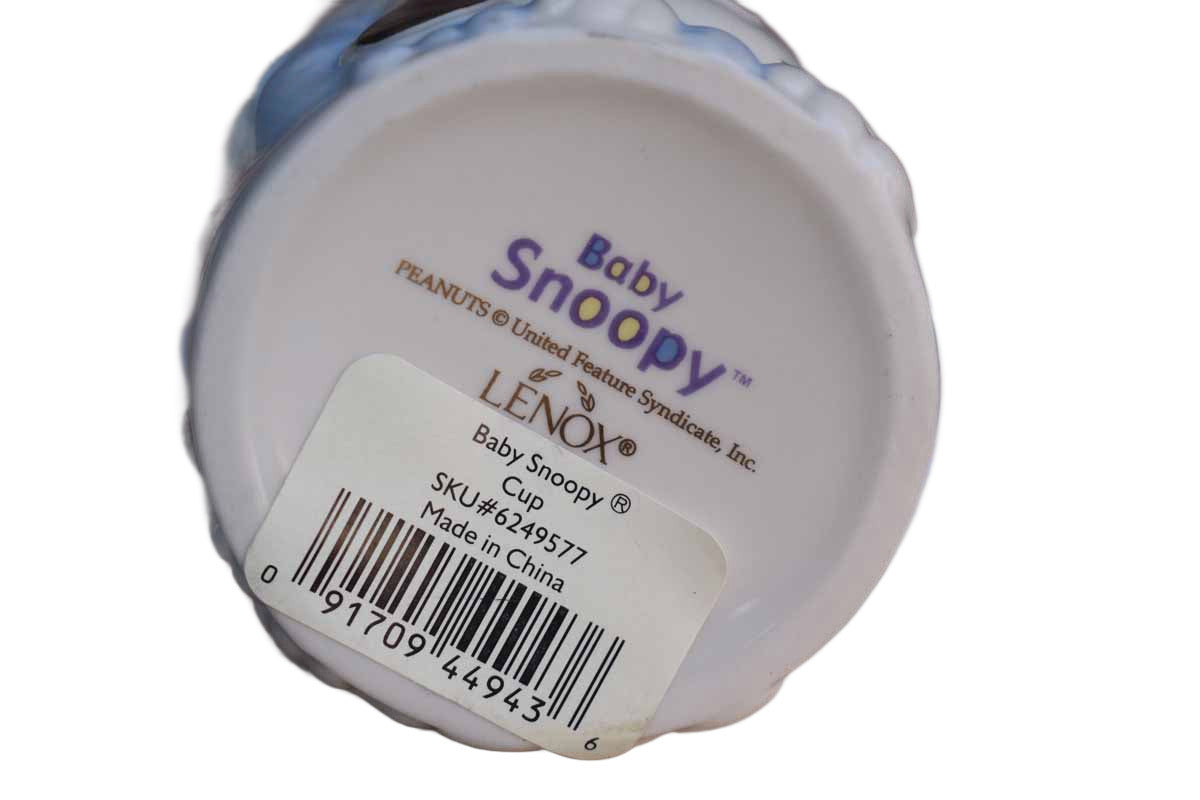 Baby
Snoopy™
PEANUTS © United Feature Syndicate, Inc.
LENOX®
Baby Snoopy ®
Cup
SKU#6249577
Made in China
0 91709 44943 6